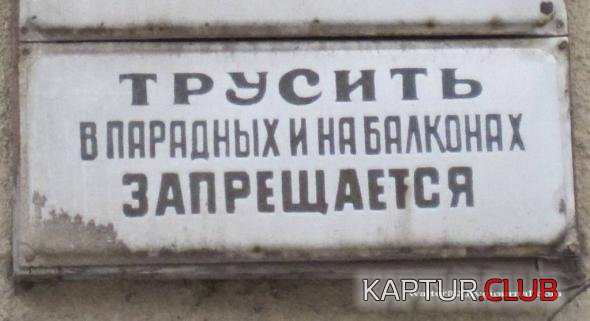 ТРУСИТЬ
В ПАРАДНЫХ И НА БАЛКОНАХ
ЗАПРЕЩАЕТСЯ
KAPTUR.CLUB